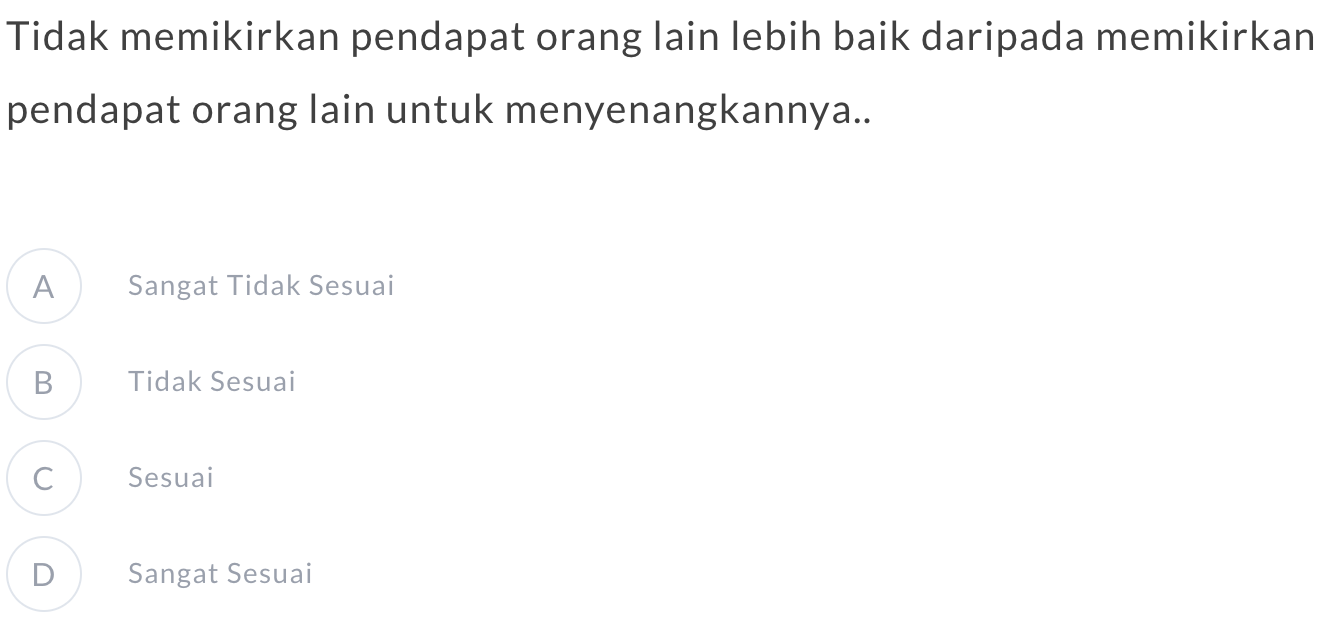 Tidak memikirkan pendapat orang lain lebih baik daripada memikirkan
pendapat orang lain untuk menyenangkannya..
A Sangat Tidak Sesuai
B Tidak Sesuai
C Sesuai
D Sangat Sesuai